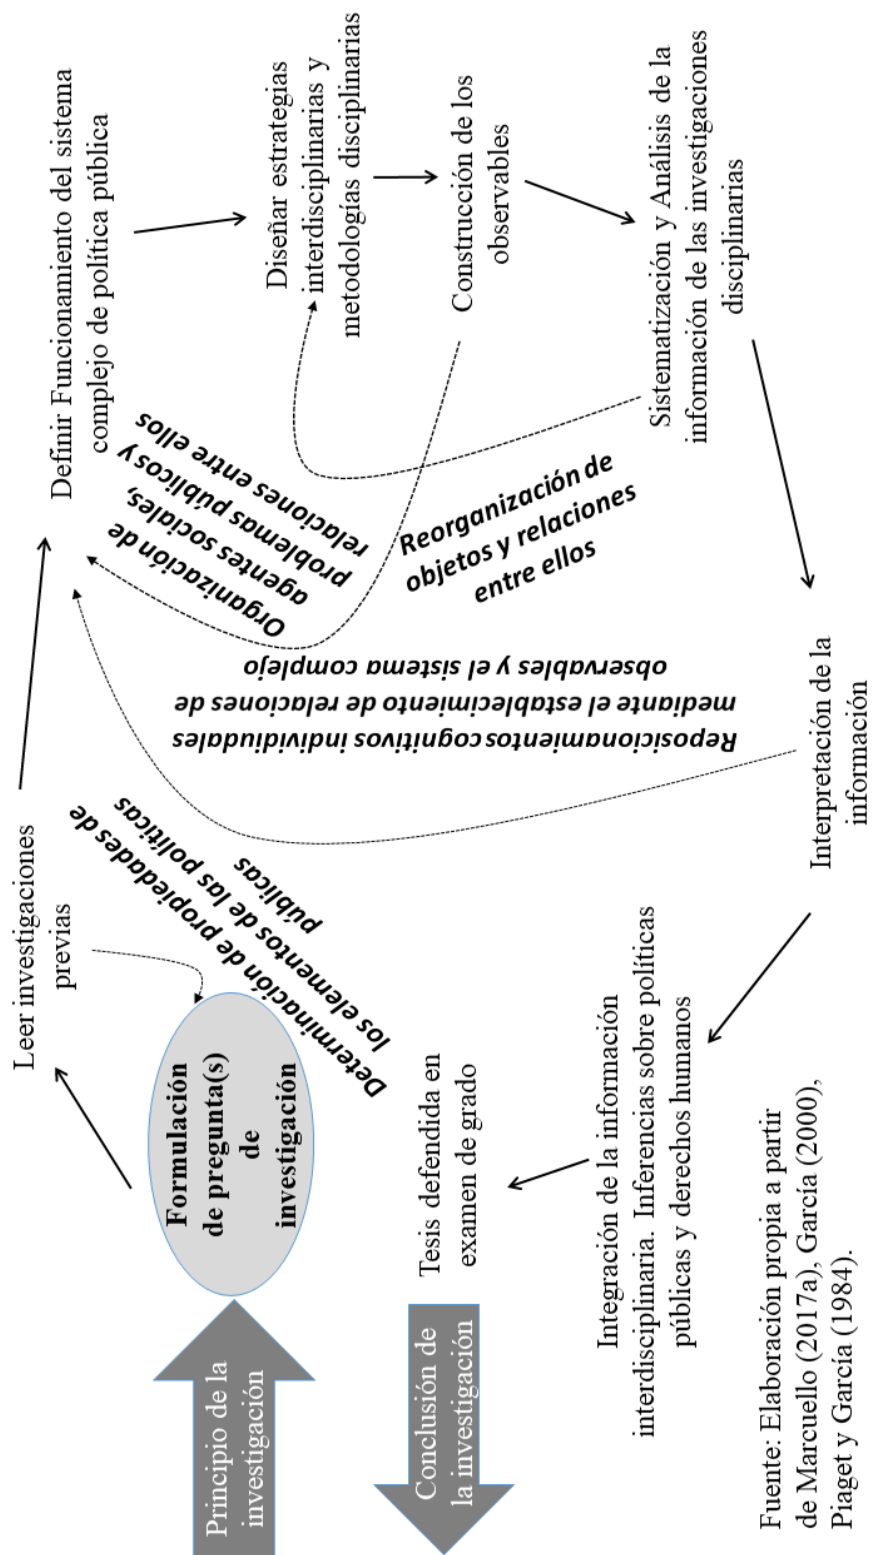 Principio de la
investigación
Formulación
de pregunta(s)
de
investigación
Leer investigaciones
previas
Definir Funcionamiento del sistema
complejo de política pública
Diseñar estrategias
interdisciplinarias y
metodologías disciplinarias
Construcción de los
observables
Sistematización y Análisis de la
información de las investigaciones
disciplinarias
Interpretación de la
información
Integración de la información
interdisciplinaria. Inferencias sobre políticas
públicas y derechos humanos
Tesis defendida en
examen de grado
Conclusión de
la investigación
Determinación de propiedades de
los elementos de las políticas
públicas
Organización de
agentes sociales,
problemas públicos y
relaciones entre ellos
Reorganización de
objetos y relaciones
entre ellos
Reposicionamientos cognitivos individiudales
mediante el establecimiento de relaciones de
observables y el sistema complejo
Fuente: Elaboración propia a partir
de Marcuello (2017a), García (2000),
Piaget y García (1984).